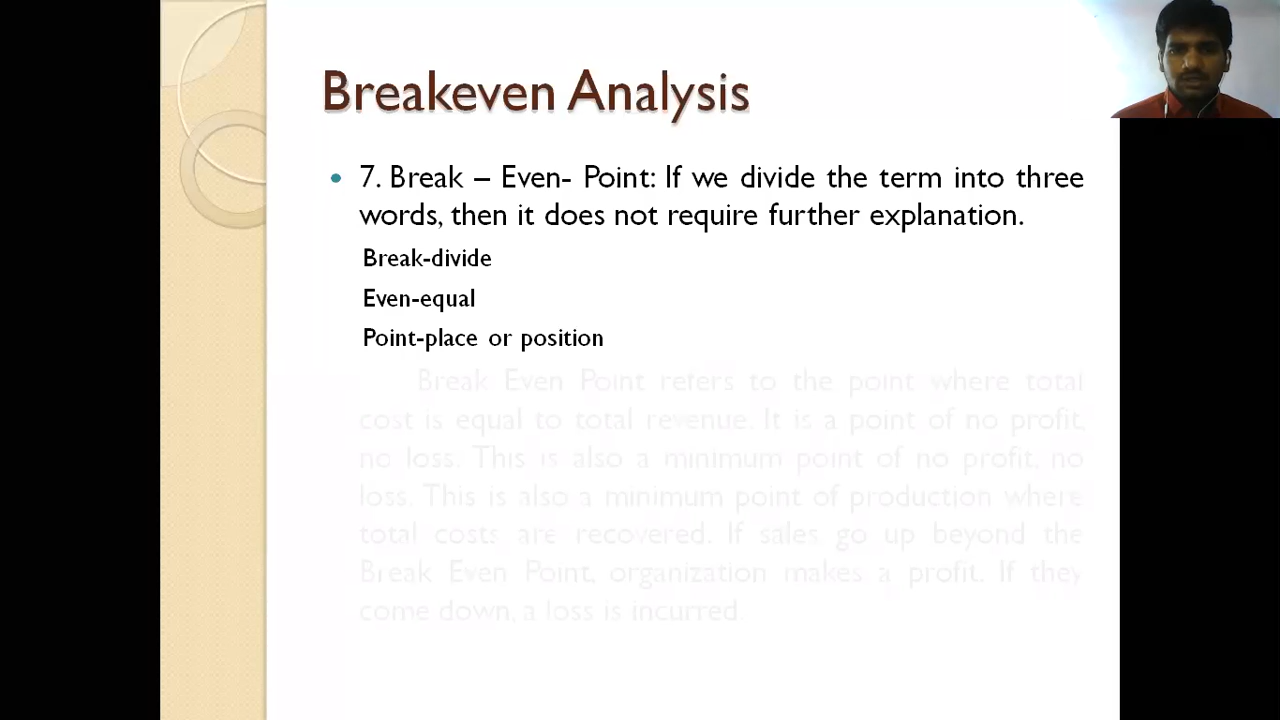 Breakeven Analysis
7. Break – Even- Point: If we divide the term into three
words, then it does not require further explanation.
Break-divide
Even-equal
Point-place or position
Break Even Point refers to the point where total
cost is equal to total revenue. It is a point of no profit,
no loss. This is also a minimum point of no profit, no
loss. This is also a minimum point of production where
total costs are recovered. If sales go up beyond the
Break Even Point, organization makes a profit. If they
come down, a loss is incurred